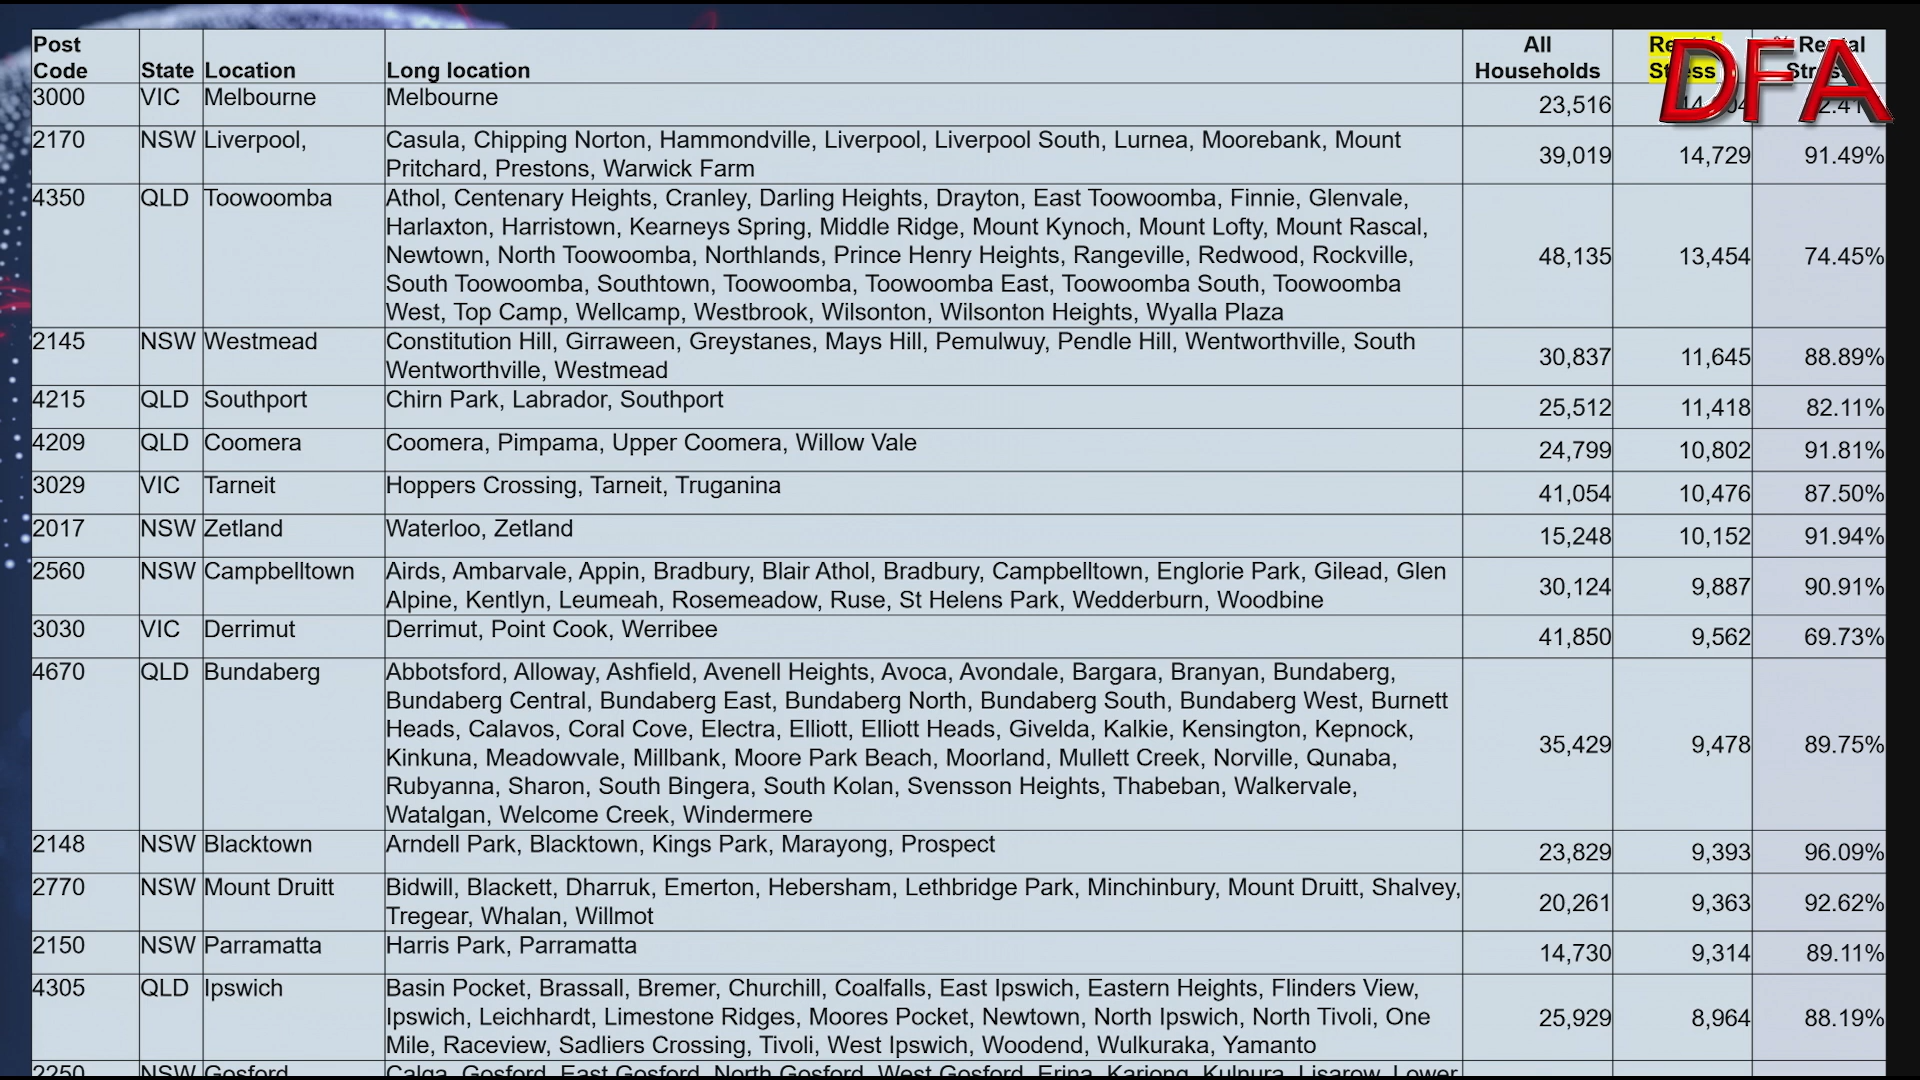 Post
Code
State
Location
Long location
All
Households
Stress
Rental
DFA
3000 VIC Melbourne Melbourne 23,516
2170 NSW Liverpool, Casula, Chipping Norton, Hammondville, Liverpool, Liverpool South, Lurnea, Moorebank, Mount
Pritchard, Prestons, Warwick Farm
39,019 14,729 91.49%
4350 QLD Toowoomba Athol, Centenary Heights, Cranley, Darling Heights, Drayton, East Toowoomba, Finnie, Glenvale,
Harlaxton, Harristown, Kearneys Spring, Middle Ridge, Mount Kynoch, Mount Lofty, Mount Rascal,
Newtown, North Toowoomba, Northlands, Prince Henry Heights, Rangeville, Redwood, Rockville,
South Toowoomba, Southtown, Toowoomba, Toowoomba East, Toowoomba South, Toowoomba
West, Top Camp, Wellcamp, Westbrook, Wilsonton, Wilsonton Heights, Wyalla Plaza
48,135 13,454 74.45%
2145 NSW Westmead Constitution Hill, Girraween, Greystanes, Mays Hill, Pemulwuy, Pendle Hill, Wentworthville, South
Wentworthville, Westmead
30,837 11,645 88.89%
4215 QLD Southport Chirn Park, Labrador, Southport 25,512 11,418 82.11%
4209 QLD Coomera Coomera, Pimpama, Upper Coomera, Willow Vale 24,799 10,802 91.81%
3029 VIC Tarneit Hoppers Crossing, Tarneit, Truganina 41,054 10,476 87.50%
2017 NSW Zetland Waterloo, Zetland 15,248 10,152 91.94%
2560 NSW Campbelltown Airds, Ambarvale, Appin, Bradbury, Blair Athol, Bradbury, Campbelltown, Englorie Park, Gilead, Glen
Alpine, Kentlyn, Leumeah, Rosemeadow, Ruse, St Helens Park, Wedderburn, Woodbine
30,124 9,887 90.91%
3030 VIC Derrimut Derrimut, Point Cook, Werribee 41,850 9,562 69.73%
4670 QLD Bundaberg Abbotsford, Alloway, Ashfield, Avenell Heights, Avoca, Avondale, Bargara, Branyan, Bundaberg,
Bundaberg Central, Bundaberg East, Bundaberg North, Bundaberg South, Bundaberg West, Burnett
Heads, Calavos, Coral Cove, Electra, Elliott, Elliott Heads, Givelda, Kalkie, Kensington, Kepnock,
Kinkuna, Meadowvale, Millbank, Moore Park Beach, Moorland, Mullett Creek, Norville, Qunaba,
Rubyanna, Sharon, South Bingera, South Kolan, Svensson Heights, Thabeban, Walkervale,
Watalgan, Welcome Creek, Windermere
35,429 9,478 89.75%
2148 NSW Blacktown Arndell Park, Blacktown, Kings Park, Marayong, Prospect 23,829 9,393 96.09%
2770 NSW Mount Druitt Bidwill, Blackett, Dharruk, Emerton, Hebersham, Lethbridge Park, Minchinbury, Mount Druitt, Shalvey,
Tregear, Whalan, Willmot
20,261 9,363 92.62%
2150 NSW Parramatta Harris Park, Parramatta 14,730 9,314 89.11%
4305 QLD Ipswich Basin Pocket, Brassall, Bremer, Churchill, Coalfalls, East Ipswich, Eastern Heights, Flinders View,
Ipswich, Leichhardt, Limestone Ridges, Moores Pocket, Newtown, North Ipswich, North Tivoli, One
Mile, Raceview, Sadliers Crossing, Tivoli, West Ipswich, Woodend, Wulkuraka, Yamanto
25,929 8,964 88.19%
2250 NSW Gosford Calga, Gosford, East Gosford, North Gosford, West Gosford, Erina, Kariong, Kulnura, Lisarow, Lower